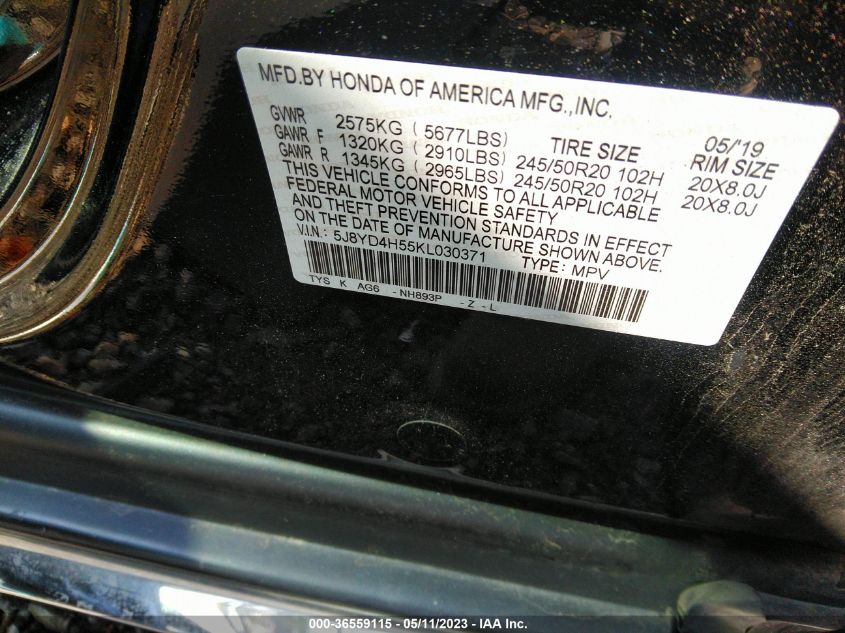 MFD.BY HONDA OF AMERICA MFG.,INC.
GVWR 2575KG ( 5677LBS) TIRE SIZE 05/'19
GAWR F 1320KG ( 2910LBS) 245/50R20 102H RIM SIZE 20X8.0J
GAWR R 1345KG ( 2965LBS) 245/50R20 102H 20X8.0J
THIS VEHICLE CONFORMS TO ALL APPLICABLE
FEDERAL MOTOR VEHICLE SAFETY
AND THEFT PREVENTION STANDARDS IN EFFECT
ON THE DATE OF MANUFACTURE SHOWN ABOVE.
V.I.N.: 5J8YD4H55KL030371 TYPE: MPV
TYS K AG6 -NH893P -Z-L
000-36559115 - 05/11/2023 - IAA Inc.